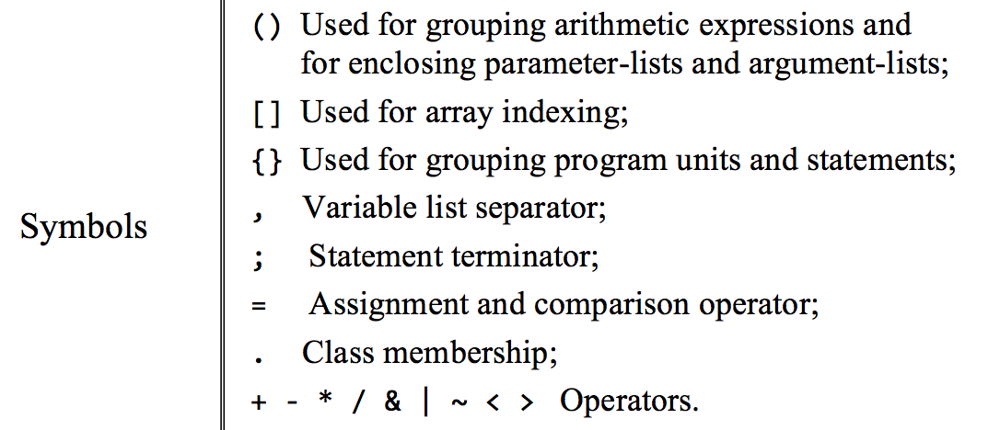 () Used for grouping arithmetic expressions and
for enclosing parameter-lists and argument-lists;
[] Used for array indexing;
{} Used for grouping program units and statements;
, Variable list separator;
Symbols
; Statement terminator;
= Assignment and comparison operator;
. Class membership;
+ - * / & | ~ < > Operators.